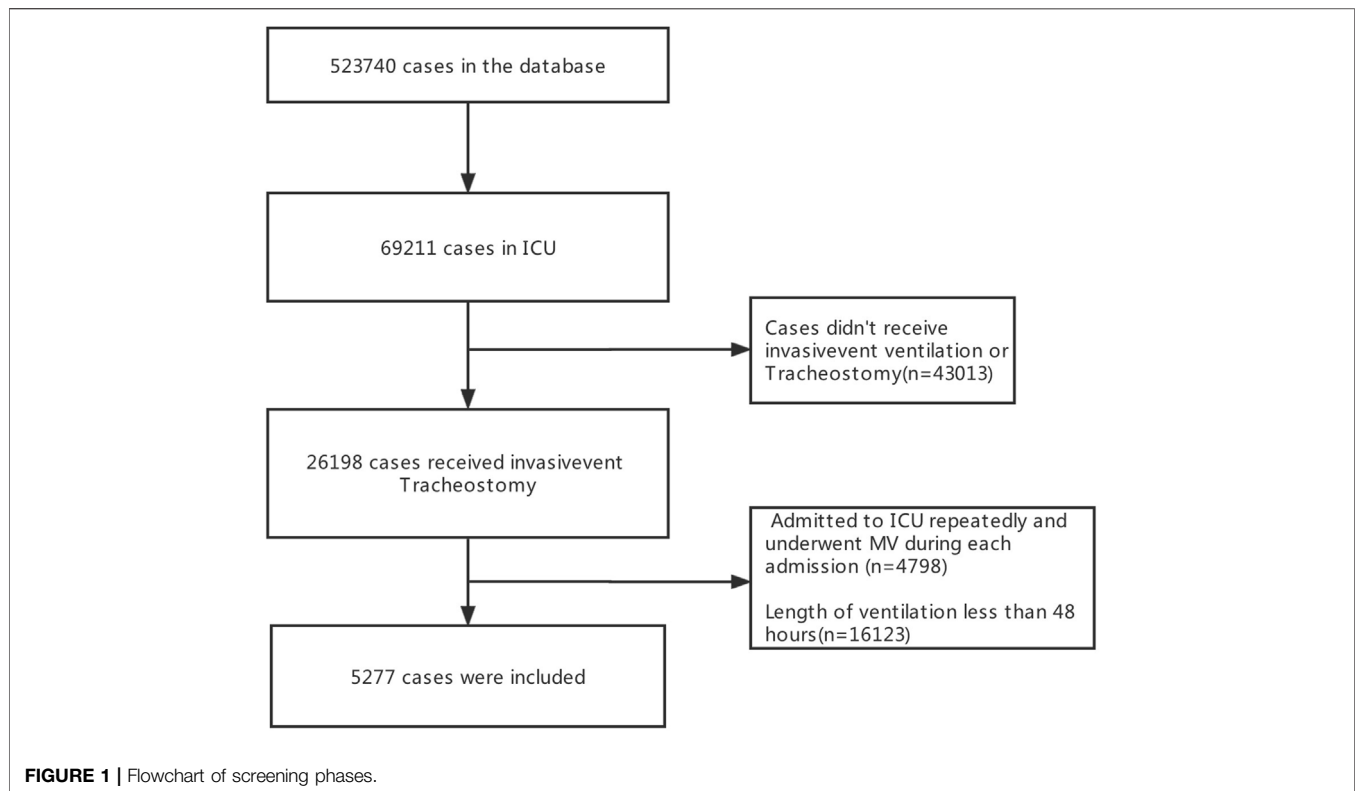 523740 cases in the database
69211 cases in ICU
Cases didn't receive
invasivevent ventilation or
Tracheostomy(n=43013)
26198 cases received invasivevent
Tracheostomy
Admitted to ICU repeatedly and
underwent MV during each
admission (n=4798)
Length of ventilation less than 48
hours(n=16123)
5277 cases were included
FIGURE 1 | Flowchart of screening phases.